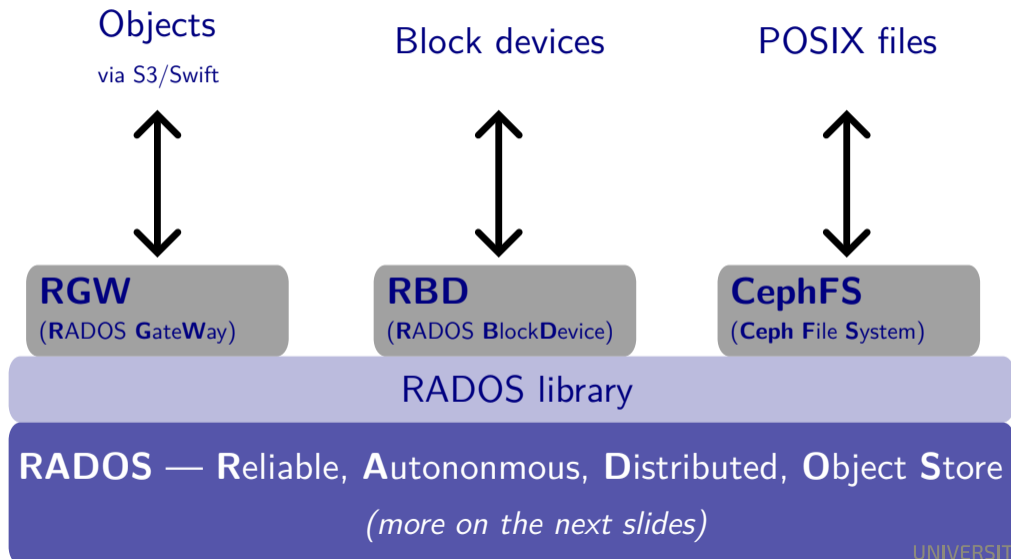 Objects
via S3/Swift
Block devices
POSIX files
RGW
(RADOS GateWay)
RBD
(RADOS BlockDevice)
CephFS
(Ceph File System)
RADOS library
RADOS — Reliable, Autononmous, Distributed, Object Store
(more on the next slides)
UNIVERSIT